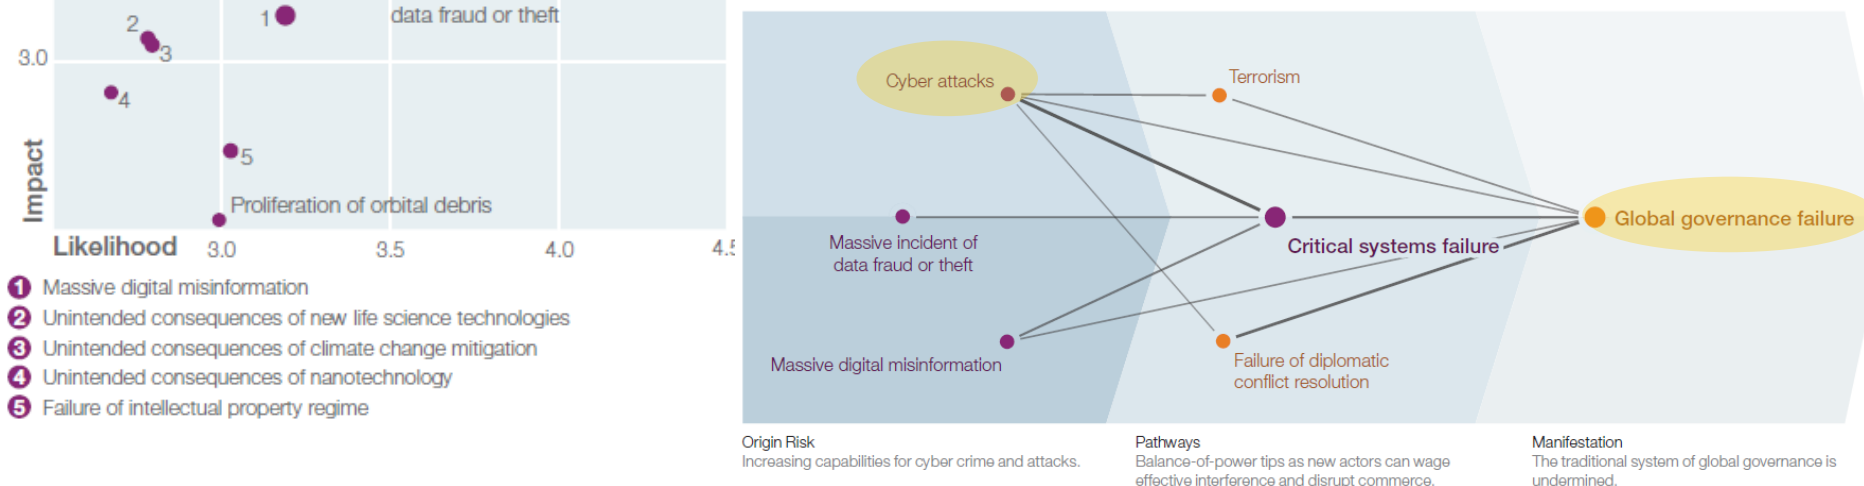 data fraud or theft
1
2
3
3.0
4
5
Impact
Proliferation of orbital debris
Likelihood
3.0
3.5
4.0
4.5
1 Massive digital misinformation
2 Unintended consequences of new life science technologies
3 Unintended consequences of climate change mitigation
4 Unintended consequences of nanotechnology
5 Failure of intellectual property regime
Cyber attacks
Terrorism
Massive incident of
data fraud or theft
Critical systems failure
Global governance failure
Massive digital misinformation
Failure of diplomatic
conflict resolution
Origin Risk
Increasing capabilities for cyber crime and attacks.
Pathways
Balance-of-power tips as new actors can wage
effective interference and disrupt commerce.
Manifestation
The traditional system of global governance is
undermined.